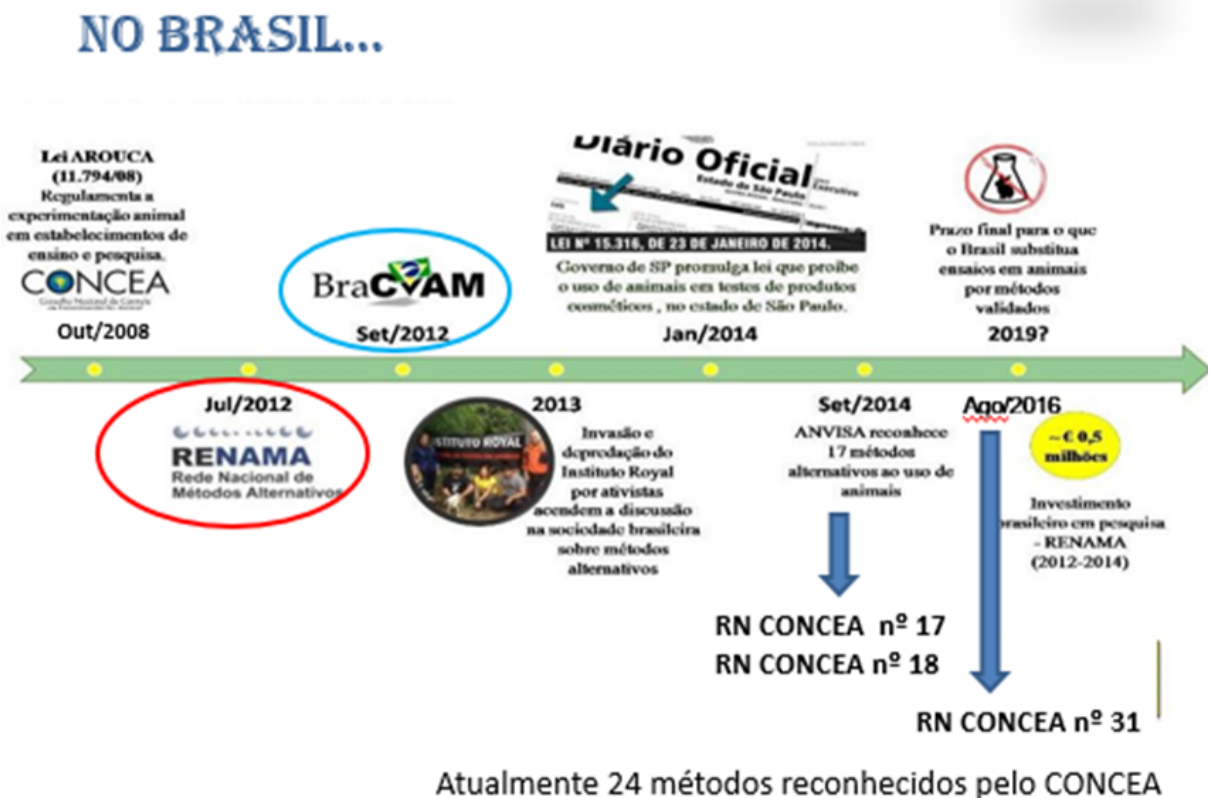 NO BRASIL...
Lei AROUCA
(11.794/08)
Regulamenta a
experimentação animal
em estabelecimentos de
ensino e pesquisa.
CONCEA
Out/2008
BraCVAM
Set/2012
Diário Oficial
Estado de São Paulo
Executivo
LEI Nº 15.316, DE 23 DE JANEIRO DE 2014.
Governo de SP promulga lei que proíbe
o uso de animais em testes de produtos
cosméticos , no estado de São Paulo.
Jan/2014
Prazo final para o que
o Brasil substitua
ensaios em animais
por métodos
validados
2019?
Jul/2012
RENAMA
Rede Nacional de
Métodos Alternativos
2013
INSTITUTO ROYAL
Invasão e
depredação do
Instituto Royal
por ativistas
acendem a discussão
na sociedade brasileira
sobre métodos
alternativos
Set/2014
ANVISA reconhece
17 métodos
alternativos ao uso de
animais
Ago/2016
~ € 0,5
milhões
Investimento
brasileiro em pesquisa
- RENAMA
(2012-2014)
RN CONCEA nº 17
RN CONCEA nº 18
RN CONCEA nº 31
Atualmente 24 métodos reconhecidos pelo CONCEA